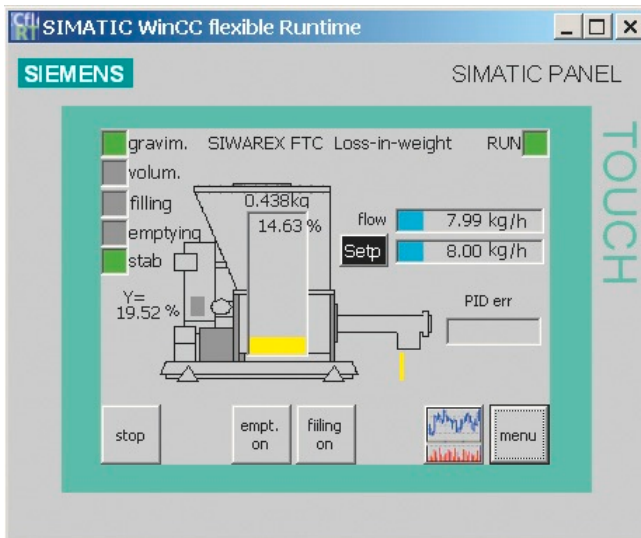 SIMATIC WinCC flexible Runtime
SIEMENS
SIMATIC PANEL
TOUCH
gravim. SIWAREX FTC Loss-in-weight RUN
volum.
filling
emptying
stab
0.438kg
14.63 %
flow 7.99 kg/h
Setp 8.00 kg/h
Y=
19.52 %
PID err
stop
empt.
on
fiiling
on
menu